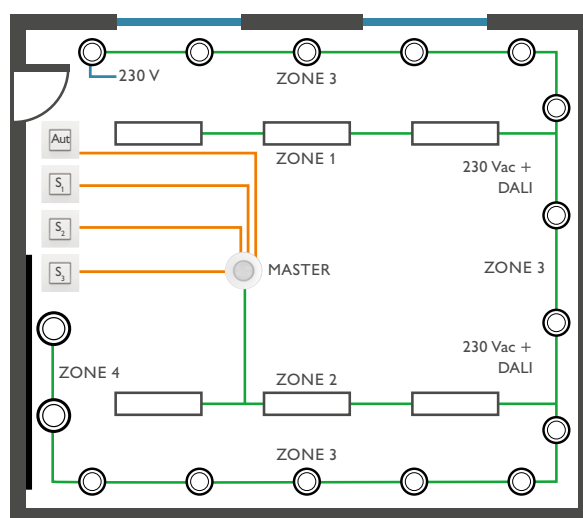 230 V
ZONE 3
Aut
ZONE 1
230 Vac +
DALI
S1
S2
ZONE 3
S3
MASTER
230 Vac +
DALI
ZONE 4
ZONE 2
ZONE 3